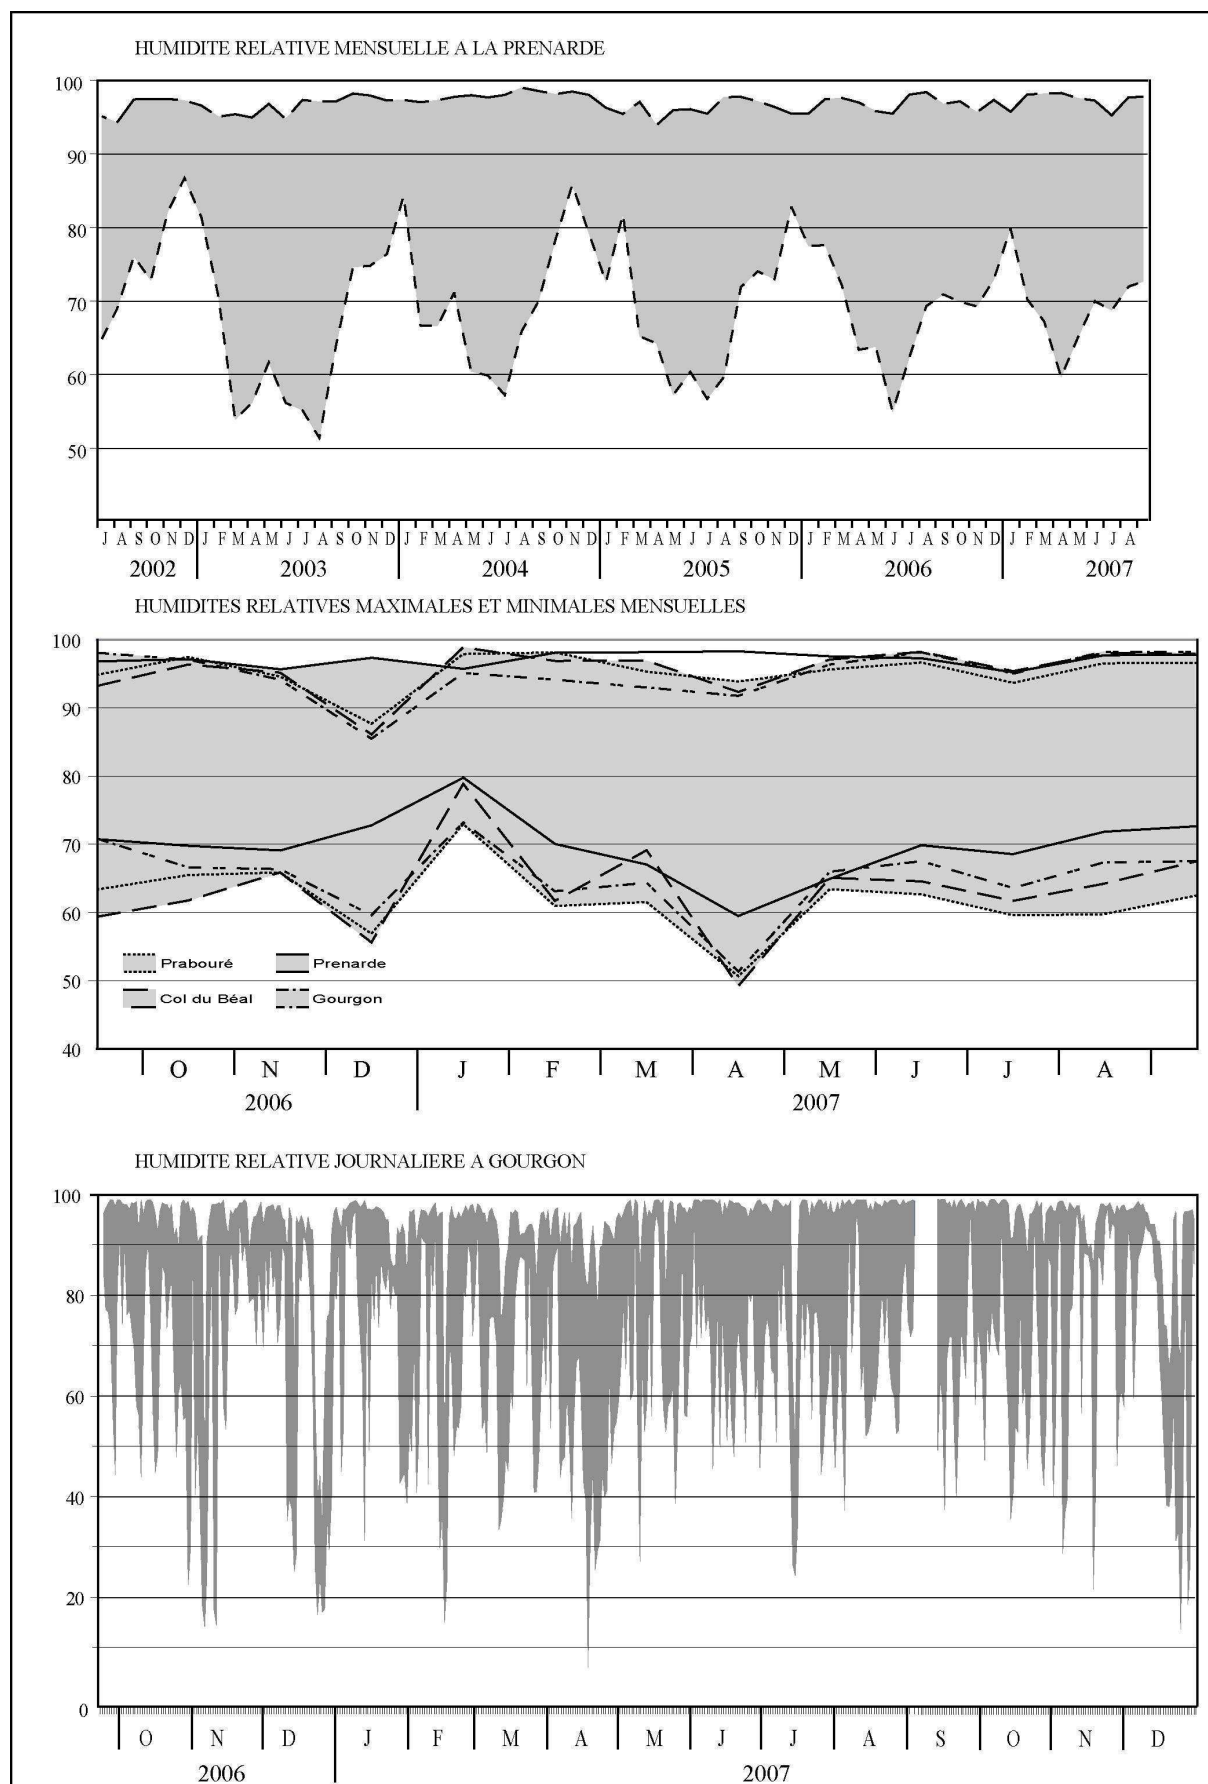 HUMIDITE RELATIVE MENSUELLE A LA PRENARDE
100
90
80
70
60
50
J A S O N D J F M A M J J A S O N D J F M A M J J A S O N D J F M A M J J A S O N D J F M A M J J A S O N D J F M A M J J A
2002 2003 2004 2005 2006 2007
HUMIDITES RELATIVES MAXIMALES ET MINIMALES MENSUELLES
100
90
80
70
60
Prabouré Prenarde
50
Col du Béal Gourgon
40
O N D J F M A M J J A
2006 2007
HUMIDITE RELATIVE JOURNALIERE A GOURGON
100
80
60
40
20
0
O N D J F M A M J J A S O N D
2006 2007